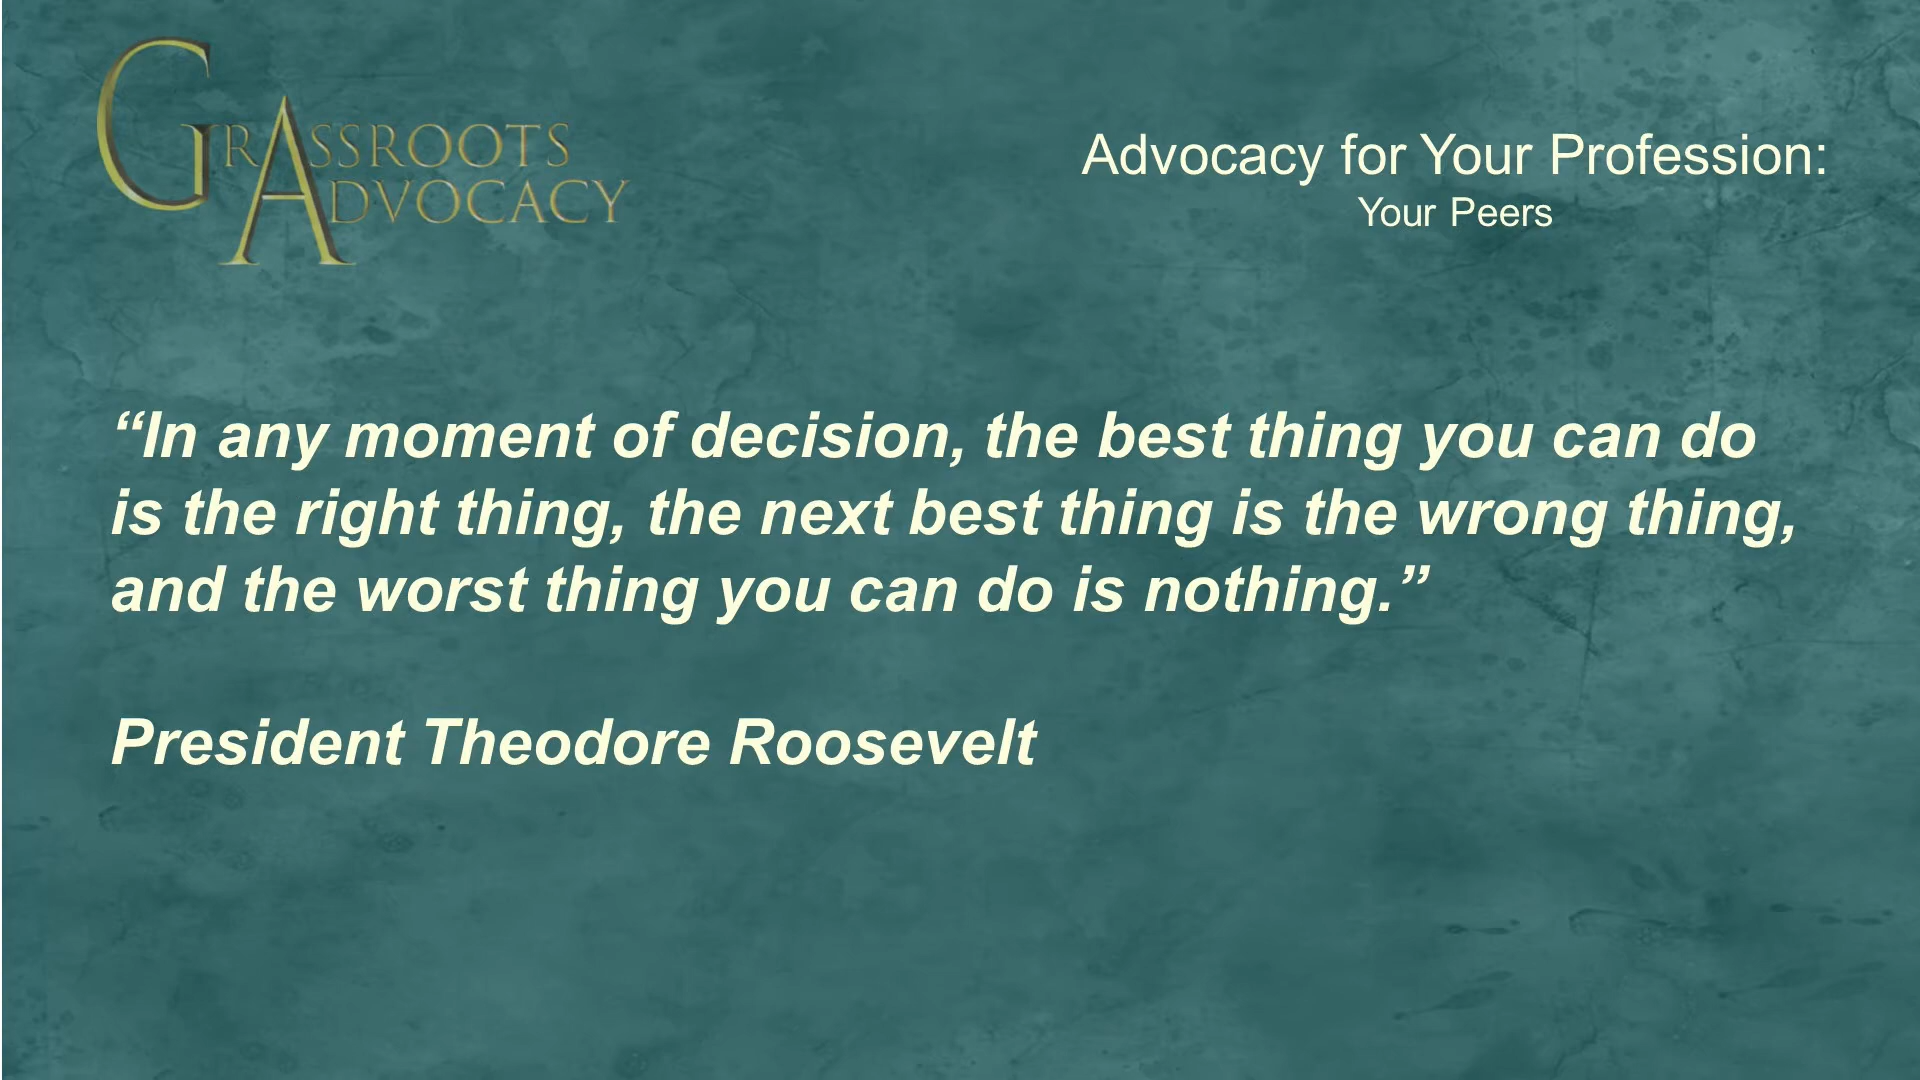 GRASSROOTS
ADVOCACY
Advocacy for Your Profession:
Your Peers
“In any moment of decision, the best thing you can do
is the right thing, the next best thing is the wrong thing,
and the worst thing you can do is nothing.”
President Theodore Roosevelt